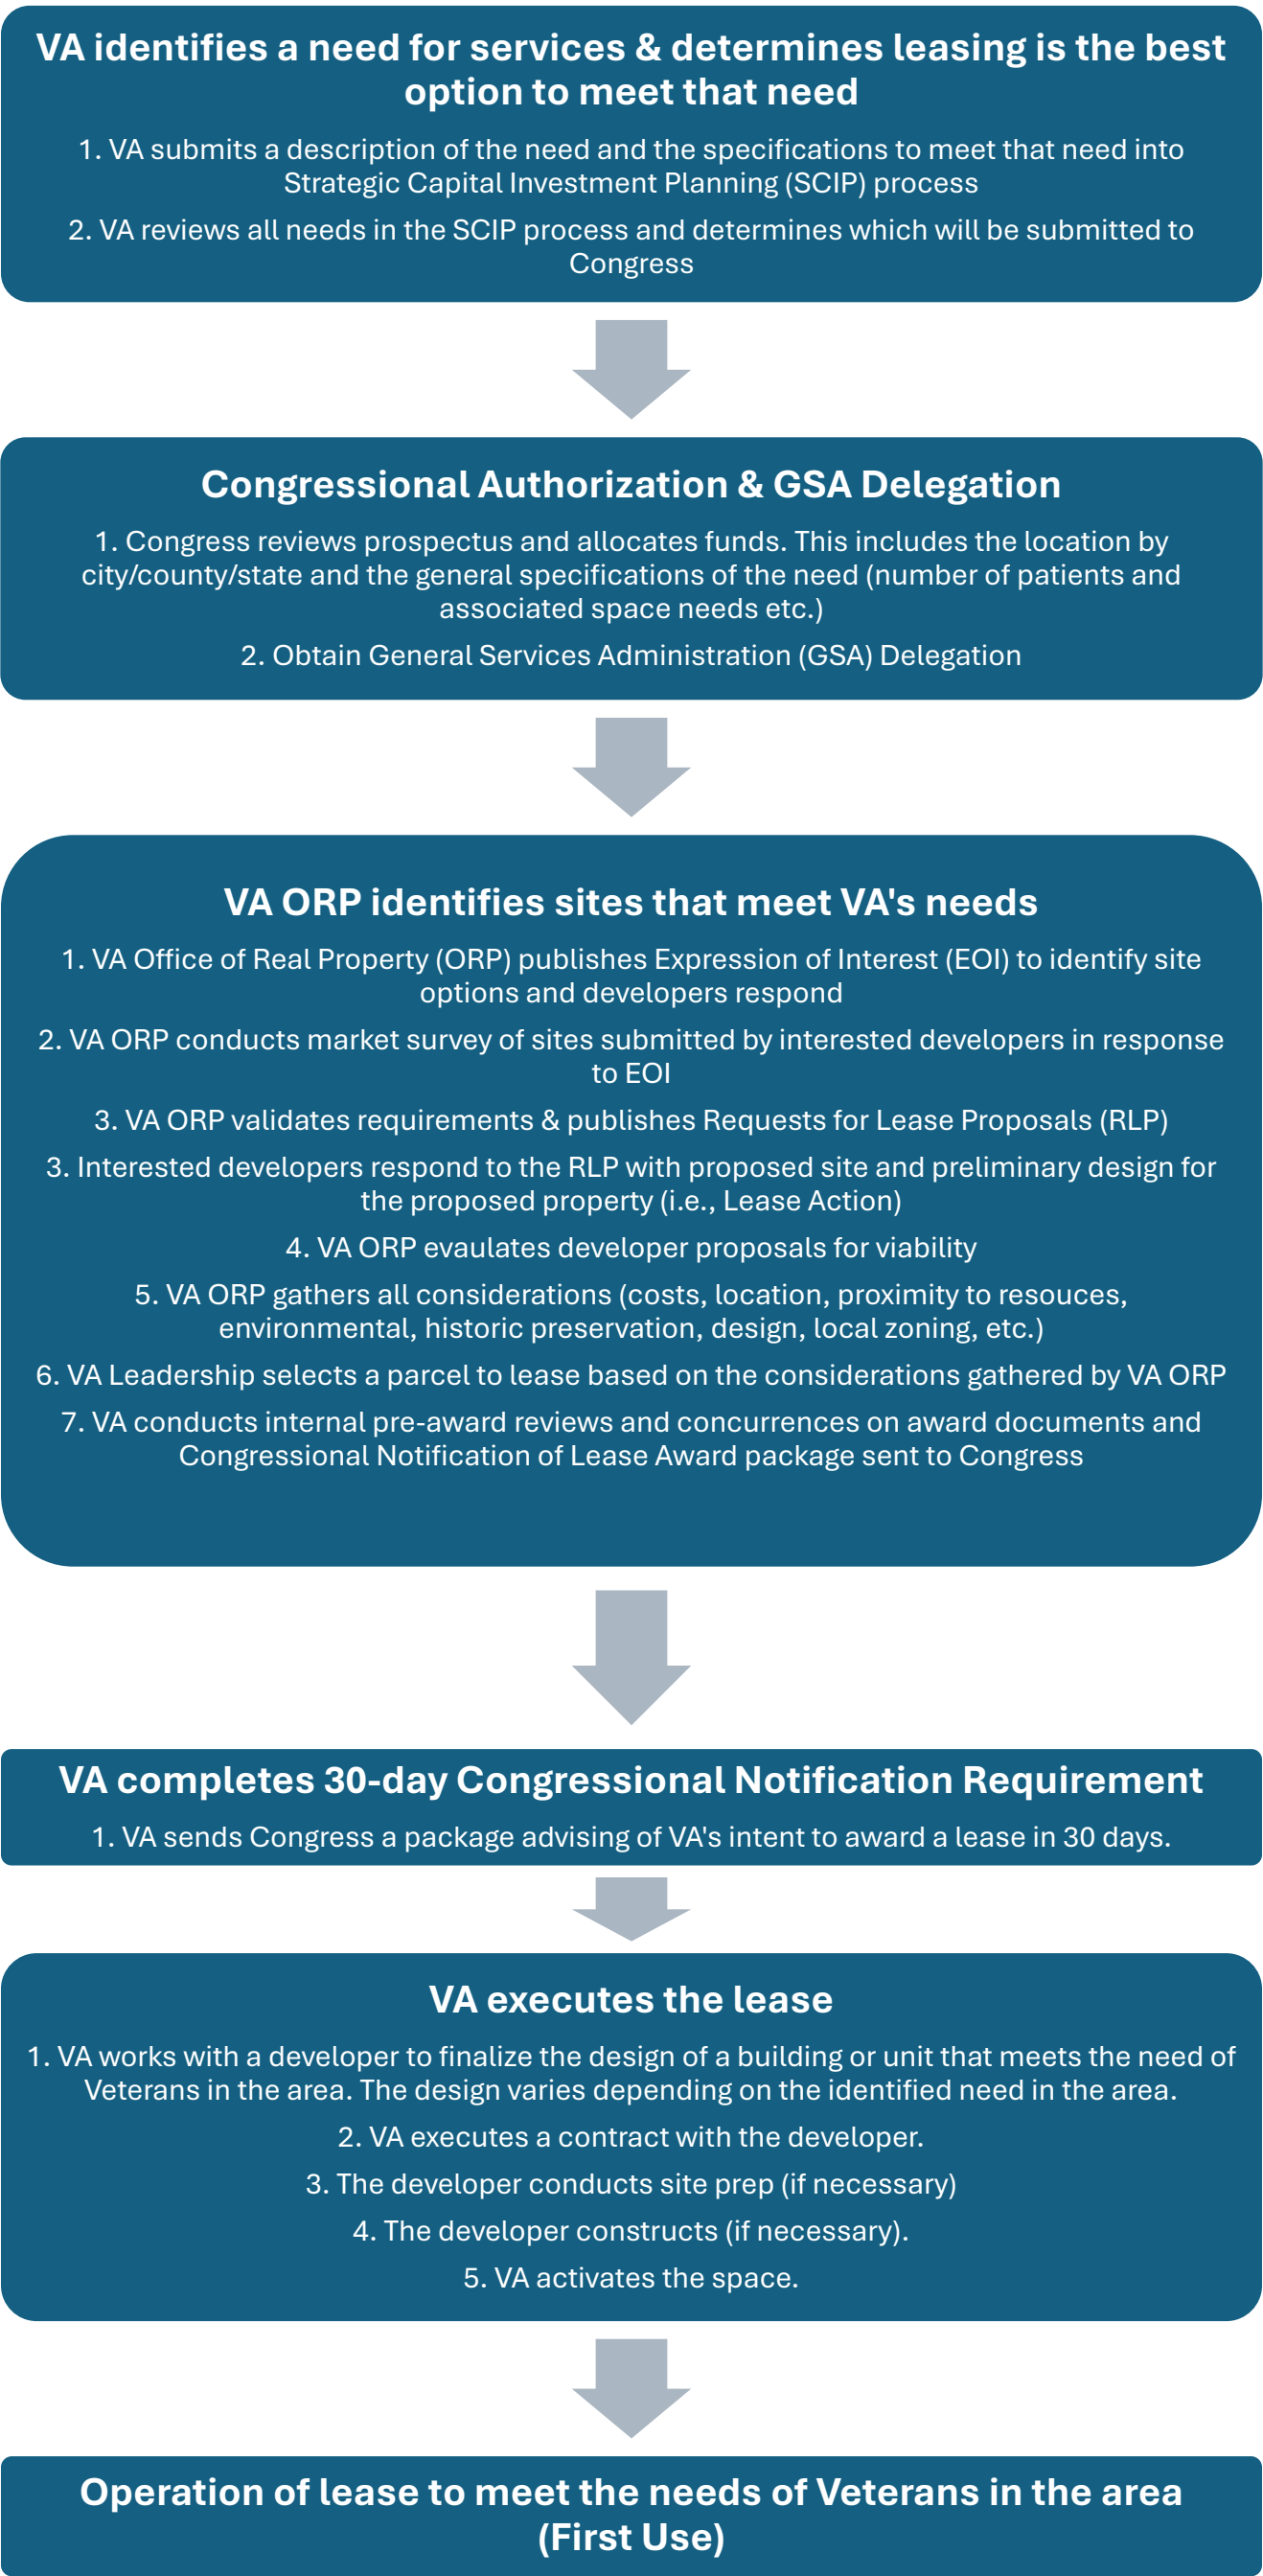 VA identifies a need for services & determines leasing is the best
option to meet that need
1. VA submits a description of the need and the specifications to meet that need into
Strategic Capital Investment Planning (SCIP) process
2. VA reviews all needs in the SCIP process and determines which will be submitted to
Congress
Congressional Authorization & GSA Delegation
1. Congress reviews prospectus and allocates funds. This includes the location by
city/county/state and the general specifications of the need (number of patients and
associated space needs etc.)
2. Obtain General Services Administration (GSA) Delegation
VA ORP identifies sites that meet VA's needs
1. VA Office of Real Property (ORP) publishes Expression of Interest (EOI) to identify site
options and developers respond
2. VA ORP conducts market survey of sites submitted by interested developers in response
to EOI
3. VA ORP validates requirements & publishes Requests for Lease Proposals (RLP)
3. Interested developers respond to the RLP with proposed site and preliminary design for
the proposed property (i.e., Lease Action)
4. VA ORP evaulates developer proposals for viability
5. VA ORP gathers all considerations (costs, location, proximity to resouces,
environmental, historic preservation, design, local zoning, etc.)
6. VA Leadership selects a parcel to lease based on the considerations gathered by VA ORP
7. VA conducts internal pre-award reviews and concurrences on award documents and
Congressional Notification of Lease Award package sent to Congress
VA completes 30-day Congressional Notification Requirement
1. VA sends Congress a package advising of VA's intent to award a lease in 30 days.
VA executes the lease
1. VA works with a developer to finalize the design of a building or unit that meets the need of
Veterans in the area. The design varies depending on the identified need in the area.
2. VA executes a contract with the developer.
3. The developer conducts site prep (if necessary)
4. The developer constructs (if necessary).
5. VA activates the space.
Operation of lease to meet the needs of Veterans in the area
(First Use)